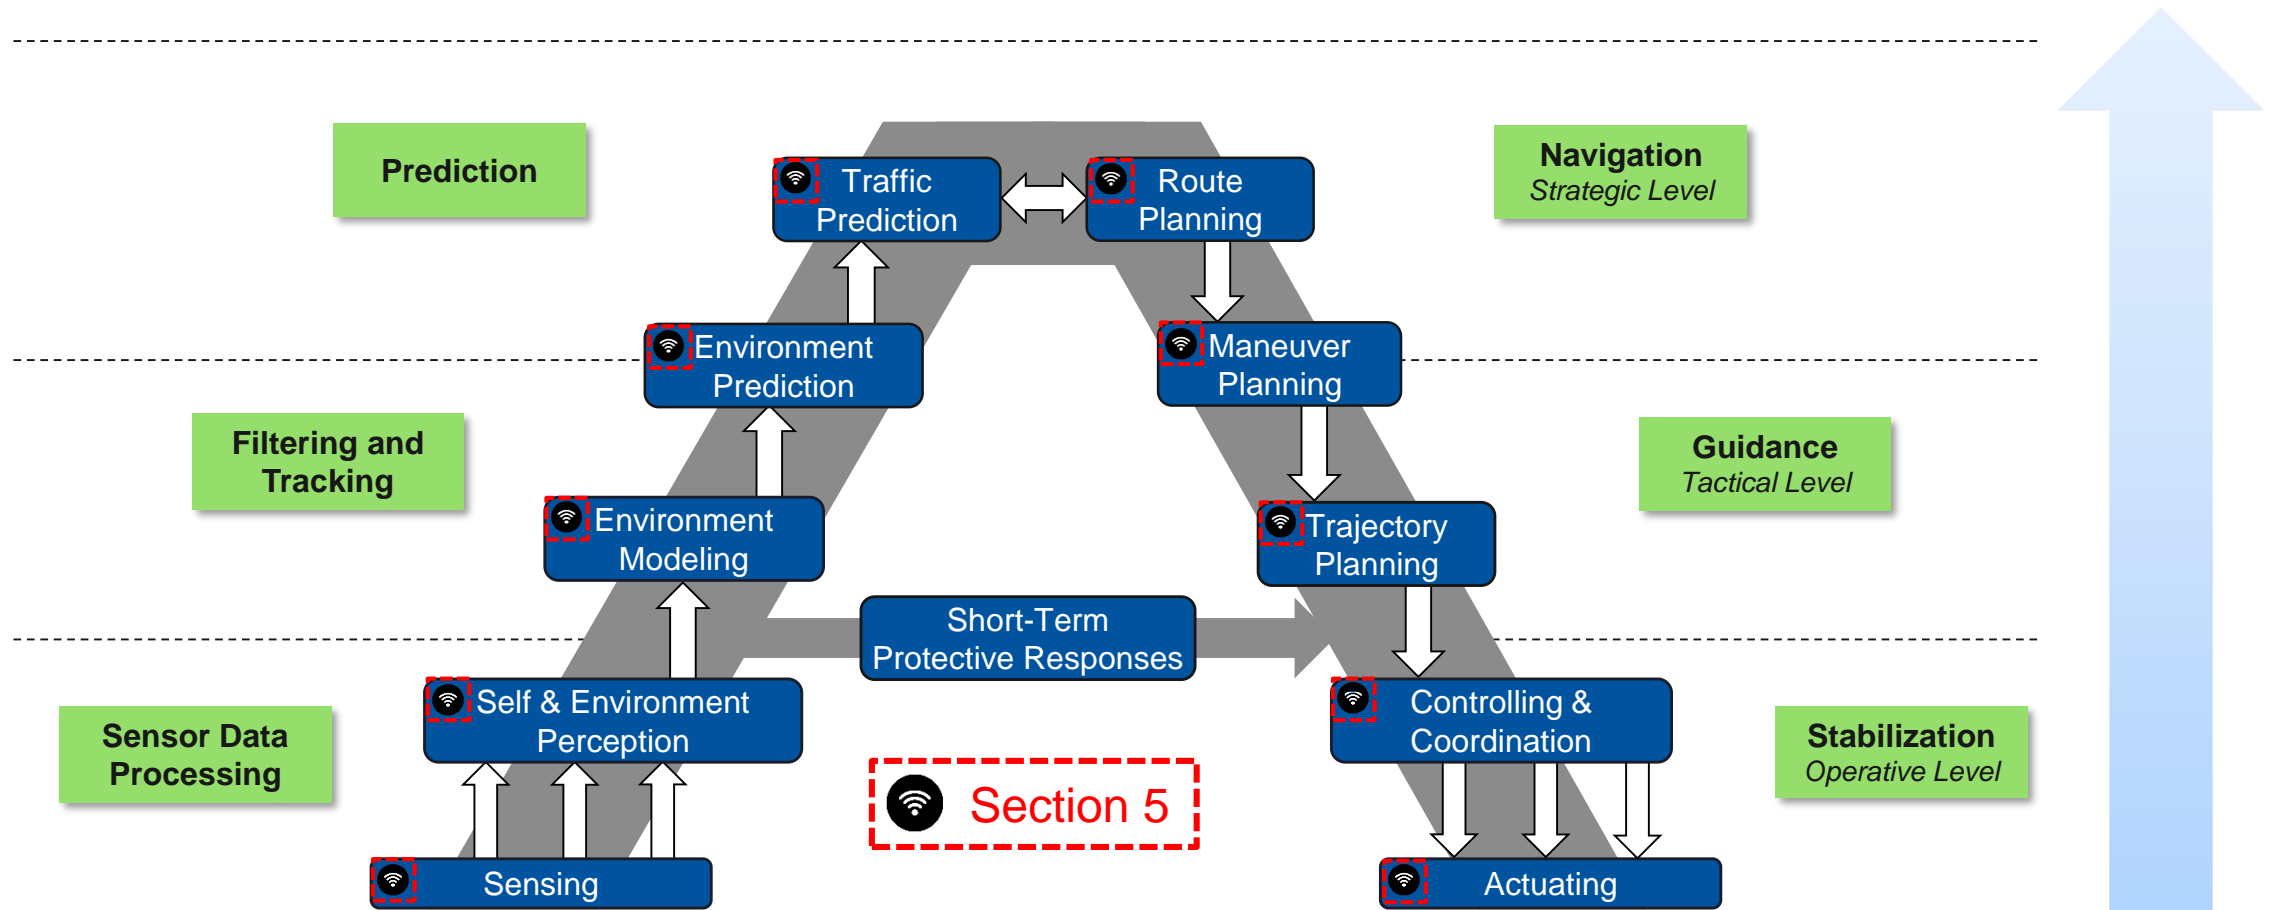 Prediction
Traffic
Prediction
Route
Planning
Navigation
Strategic Level
Environment
Prediction
Maneuver
Planning
Filtering and
Tracking
Guidance
Tactical Level
Environment
Modeling
Trajectory
Planning
Short-Term
Protective Responses
Self & Environment
Perception
Controlling &
Coordination
Sensor Data
Processing
Stabilization
Operative Level
Section 5
Sensing
Actuating